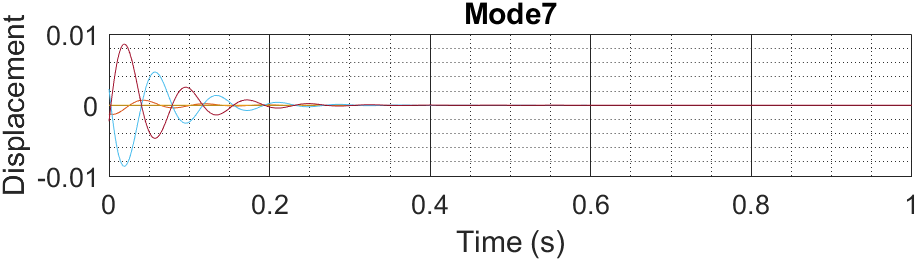 Mode7
Displacement
0.01
0
-0.01
0 0.2 0.4 0.6 0.8 1
Time (s)